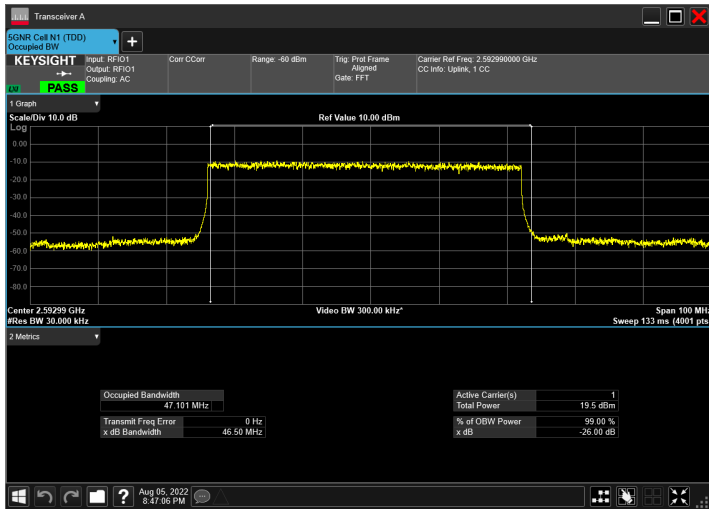 Transceiver A
5GNR Cell N1 (TDD)
Occupied BW
KEYSIGHT
LXI
PASS
Input: RFIO1
Output: RFIO1
Coupling: AC
Corr CCorr
Range: -60 dBm
Trig: Prot Frame
Aligned
Gate: FFT
Carrier Ref Freq: 2.592990000 GHz
CC Info: Uplink, 1 CC
1 Graph
Scale/Div 10.0 dB
Ref Value 10.00 dBm
Log
0.00
-10.0
-20.0
-30.0
-40.0
-50.0
-60.0
-70.0
-80.0
Center 2.59299 GHz
Video BW 300.00 kHz*
Span 100 MHz
#Res BW 30.000 kHz
Sweep 133 ms (4001 pts
2 Metrics
Occupied Bandwidth
47.101 MHz
Transmit Freq Error 0 Hz
x dB Bandwidth 46.50 MHz
Active Carrier(s) 1
Total Power 19.5 dBm
% of OBW Power 99.00 %
x dB -26.00 dB
?
Aug 05, 2022
8:47:06 PM